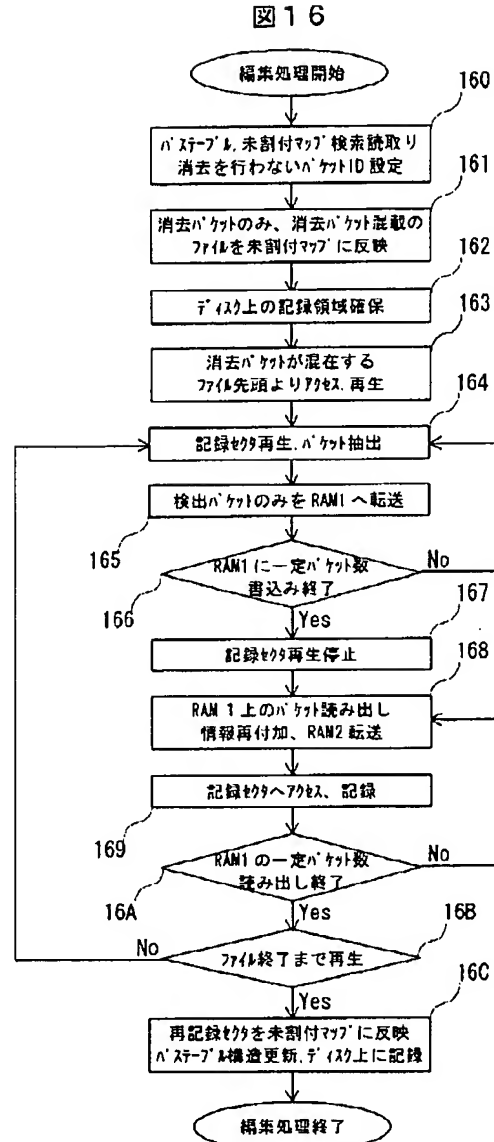 図16
編集処理開始
160
パステーブル,未割付マップ検索読取り
消去を行わないパケットID設定
161
消去パケットのみ、消去パケット混載の
ファイルを未割付マップに反映
162
ディスク上の記録領域確保
163
消去パケットが混在する
ファイル先頭よりアクセス,再生
164
記録セクタ再生,パケット抽出
検出パケットのみをRAM1へ転送
165
RAM1に一定パケット数
書込み終了
166
No
Yes
167
記録セクタ再生停止
168
RAM1上のパケット読み出し
情報再付加、RAM2転送
記録セクタへアクセス、記録
169
RAM1の一定パケット数
読み出し終了
16A
No
Yes
16B
ファイル終了まで再生
No
Yes
16C
再記録セクタを未割付マップに反映
パステーブル構造更新,ディスク上に記録
編集処理終了